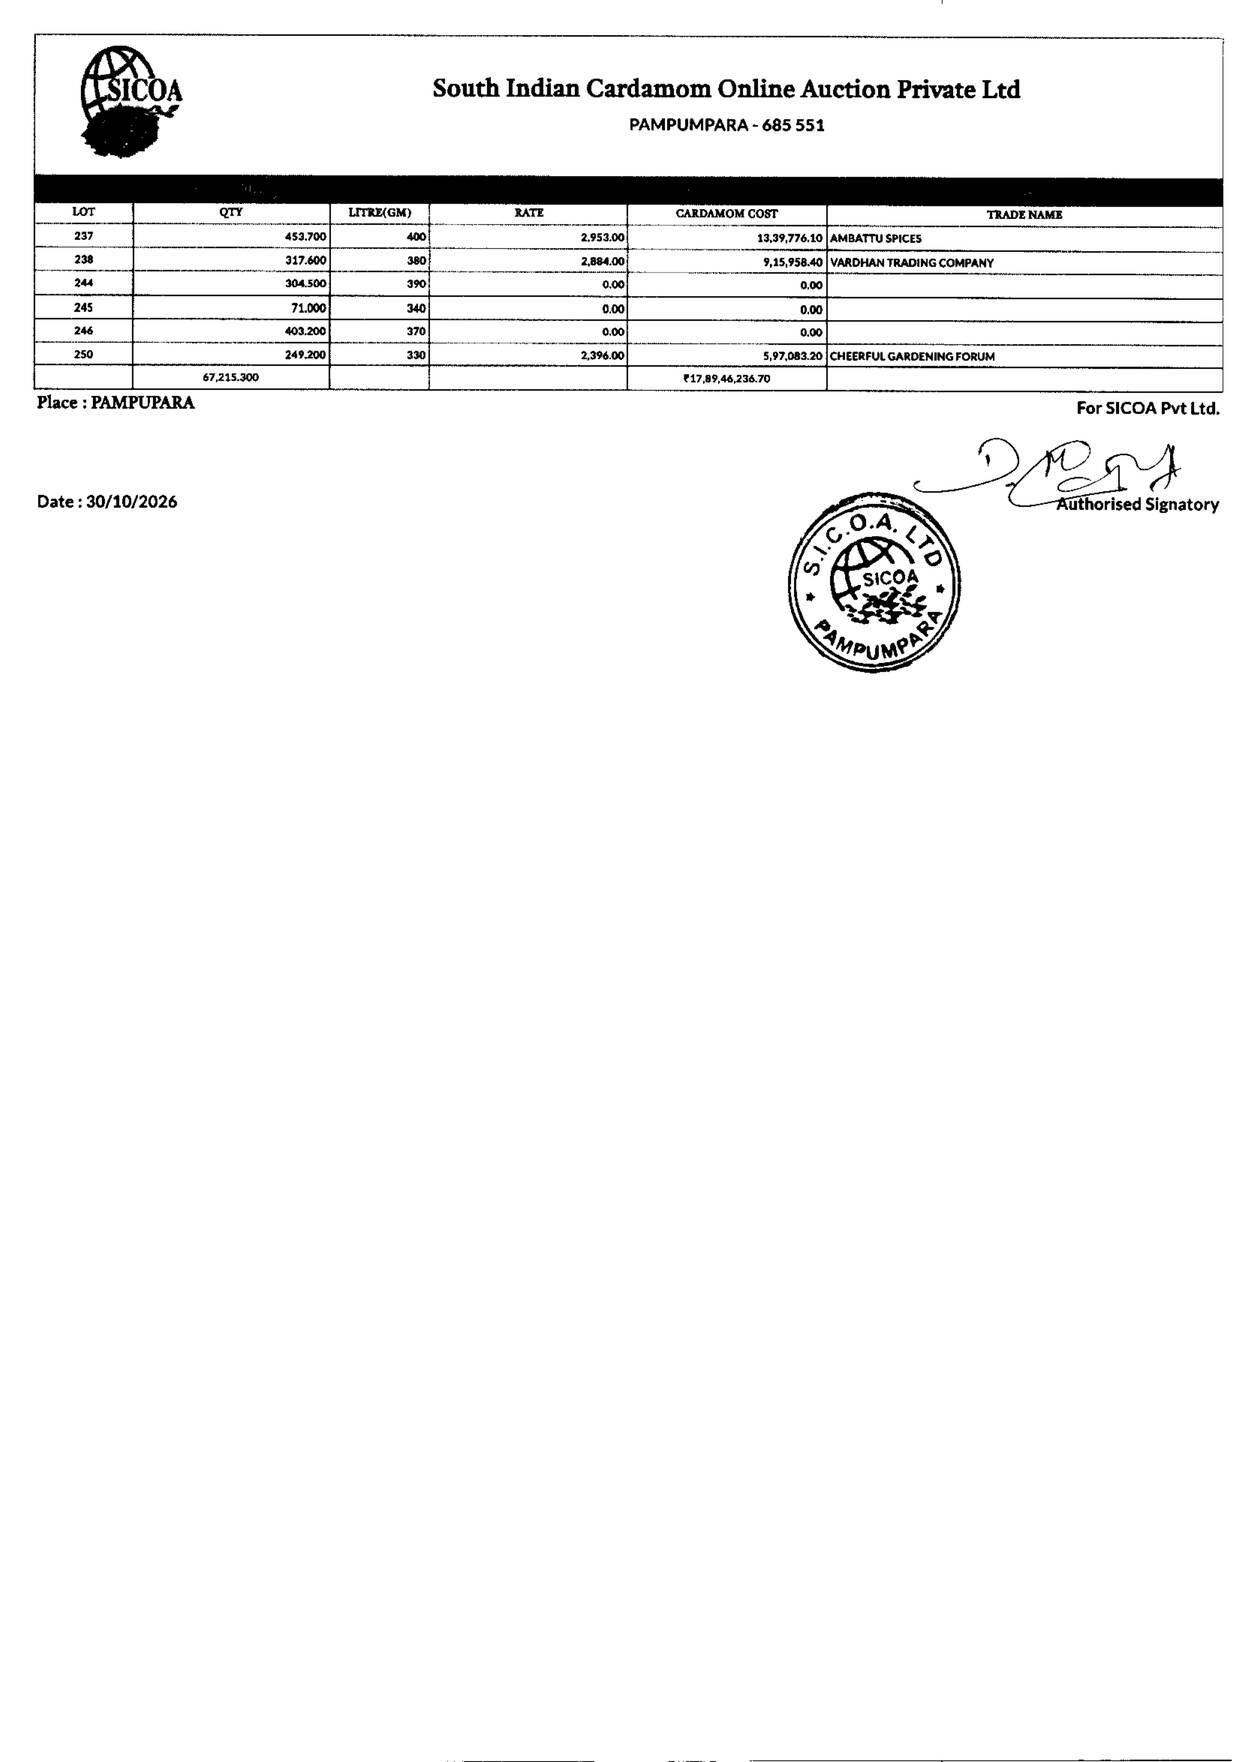 SICOA
South Indian Cardamom Online Auction Private Ltd
PAMPUMPARA - 685 551
LOT QTY LITRE(GM) RATE CARDAMOM COST TRADE NAME
237 453.700 400 2,953.00 13,39,776.10 AMBATTU SPICES
238 317.600 380 2,884.00 9,15,958.40 VARDHAN TRADING COMPANY
244 304.500 390 0.00 0.00
245 71.000 340 0.00 0.00
246 403.200 370 0.00 0.00
250 249.200 330 2,396.00 5,97,083.20 CHEERFUL GARDENING FORUM
67,215.300 ₹17,89,46,236.70
Place : PAMPUPARA
For SICOA Pvt Ltd.
Date : 30/10/2026
Authorised Signatory
S.I.C.O.A. LTD
SICOA
PAMPUMPARA